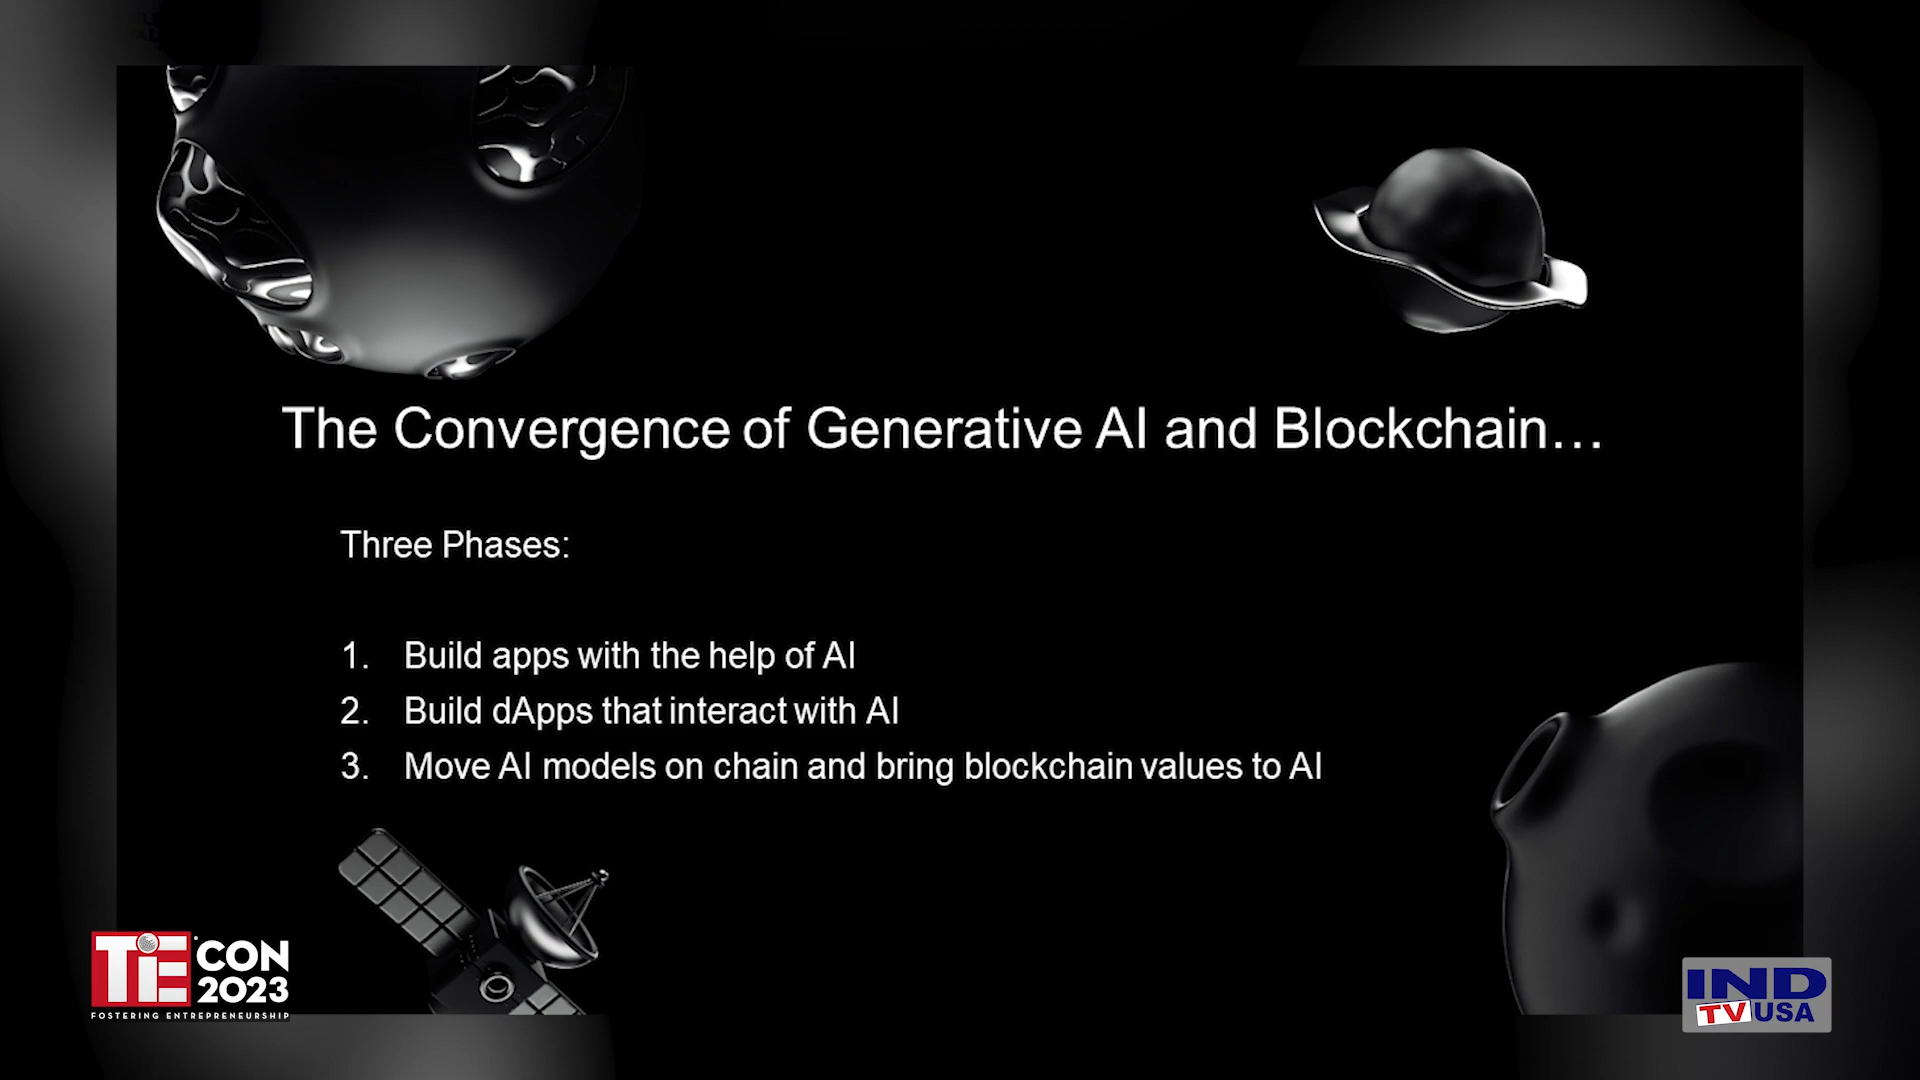 The Convergence of Generative AI and Blockchain…
Three Phases:
1. Build apps with the help of AI
2. Build dApps that interact with AI
3. Move AI models on chain and bring blockchain values to AI
TiE CON
2023
FOSTERING ENTREPRENEURSHIP
IND
TV USA